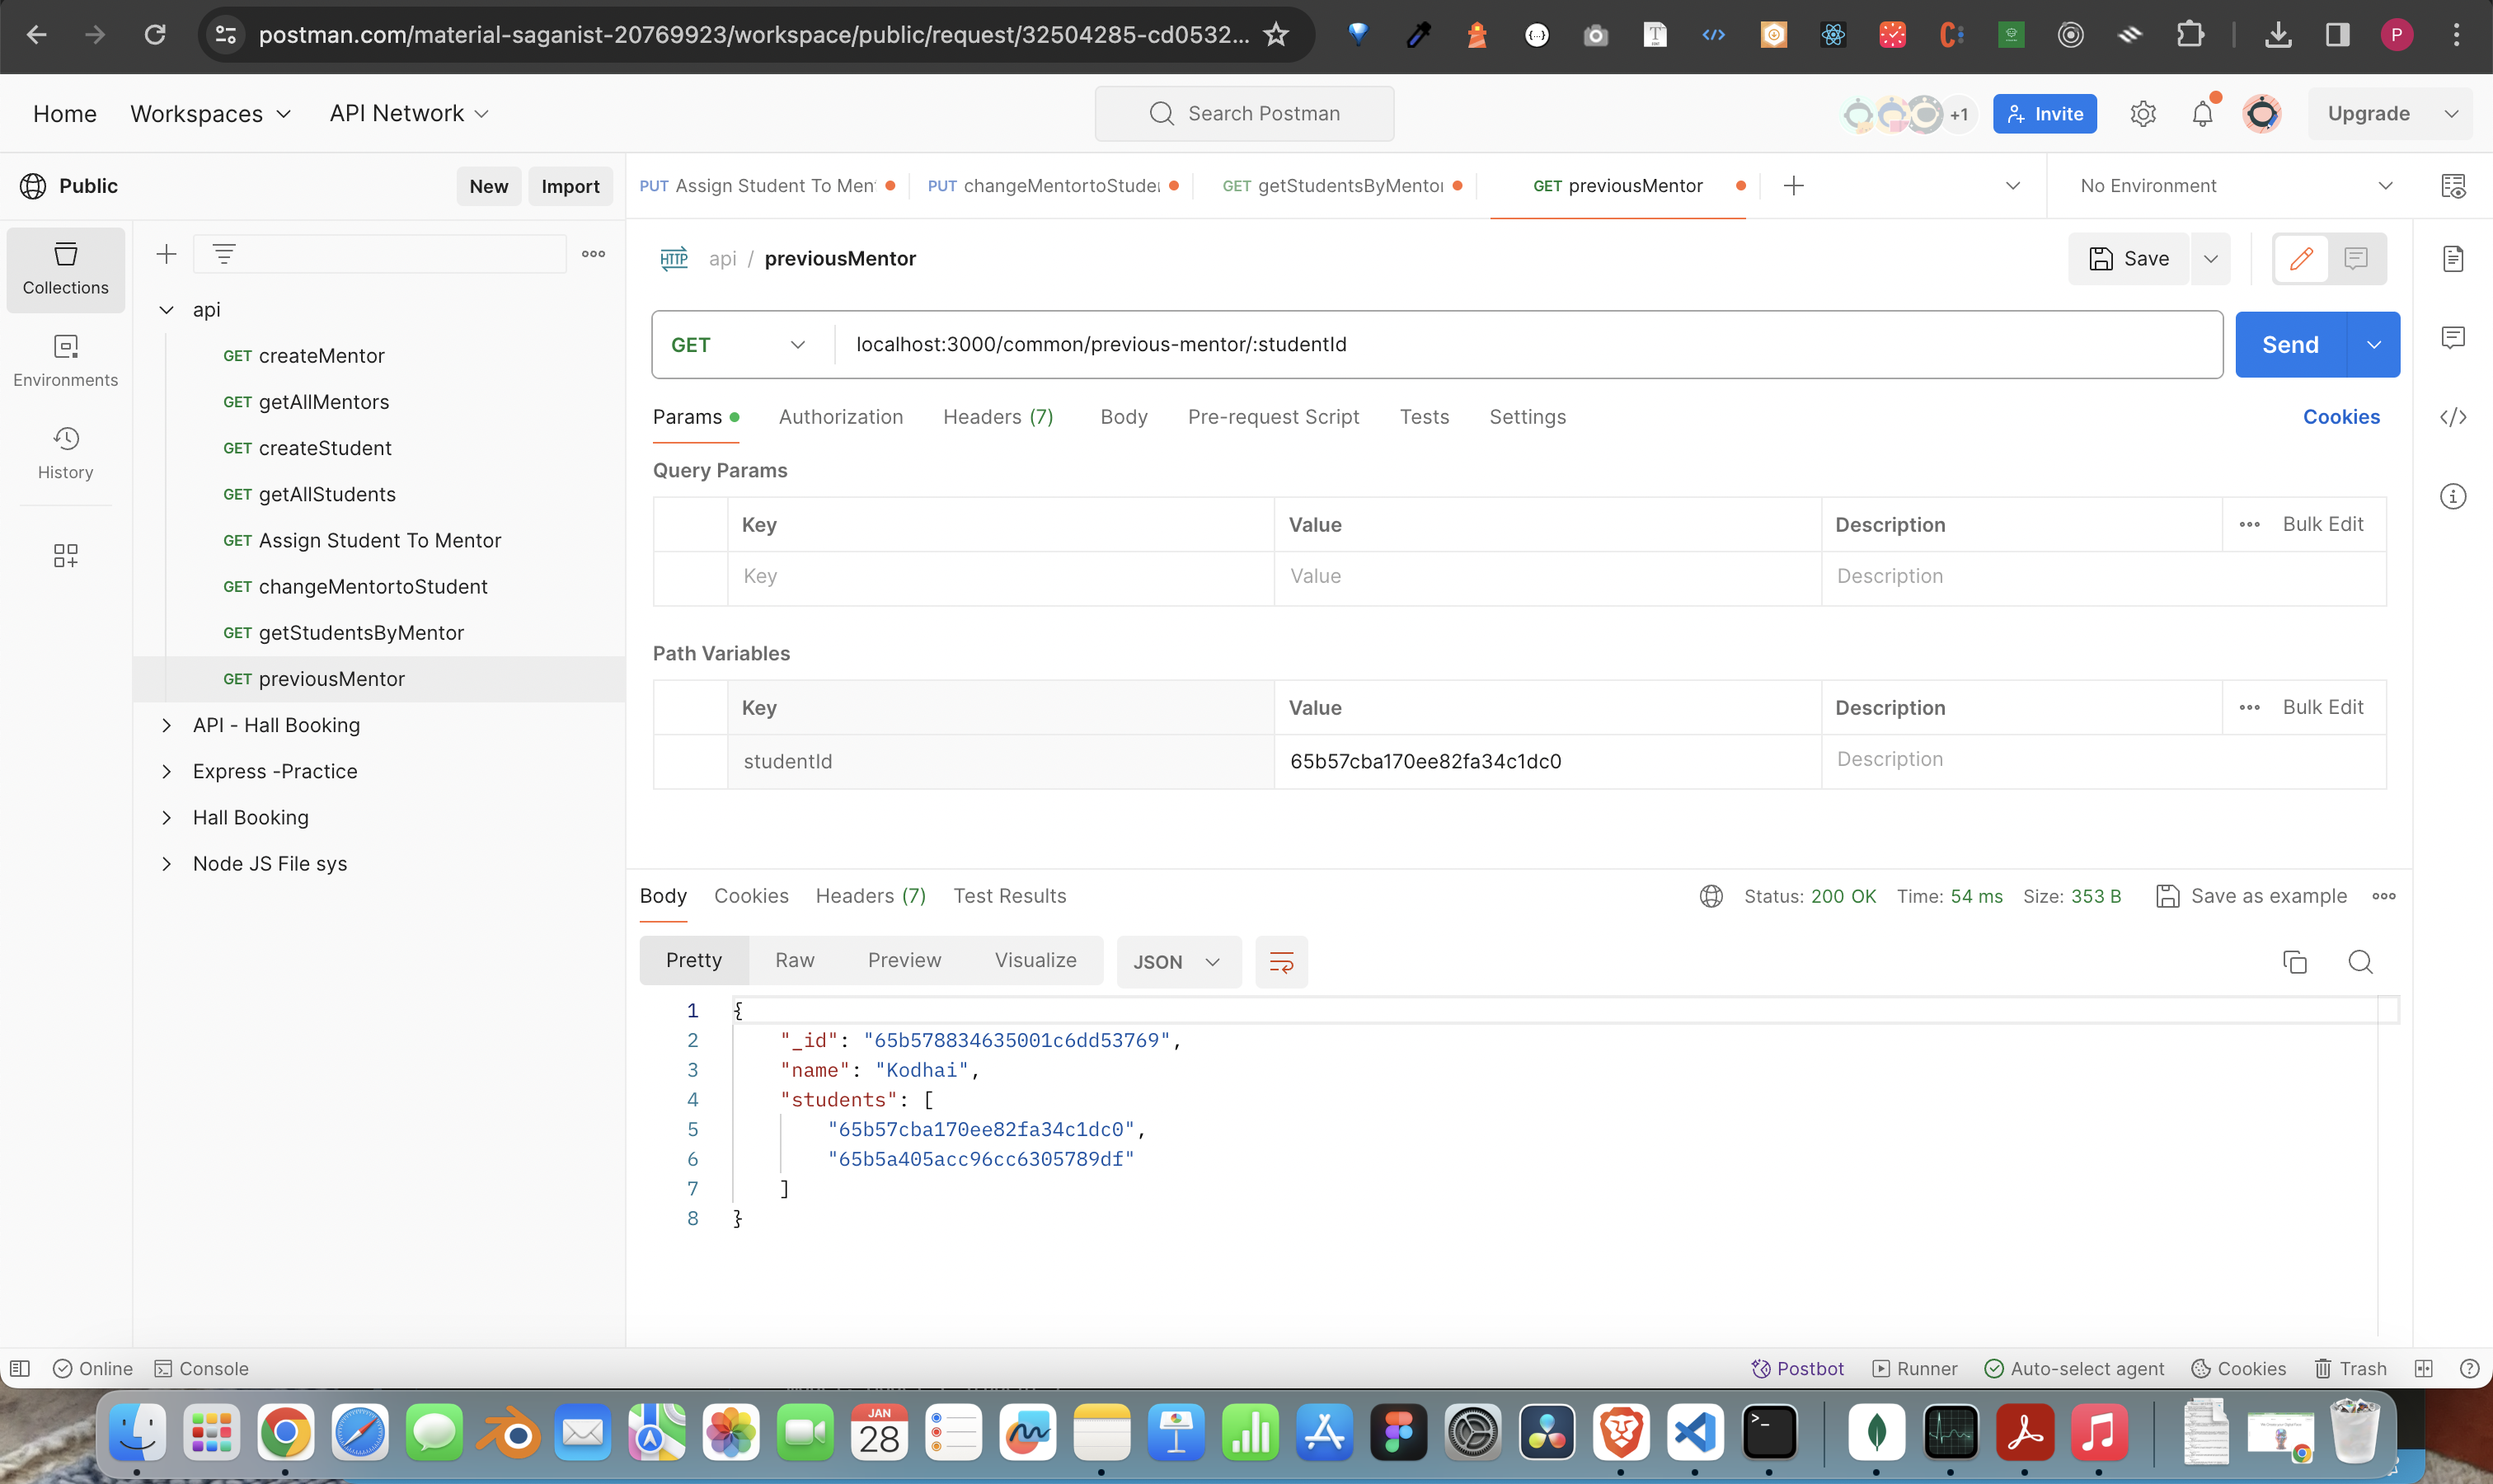 postman.com/material-saganist-20769923/workspace/public/request/32504285-cd0532...
P
Home Workspaces API Network Search Postman +1 Invite Upgrade
Public New Import PUT Assign Student To Men PUT changeMentortoStude GET getStudentsByMento GET previousMentor No Environment
Collections
Environments
History
api
GET createMentor
GET getAllMentors
GET createStudent
GET getAllStudents
GET Assign Student To Mentor
GET changeMentortoStudent
GET getStudentsByMentor
GET previousMentor
API - Hall Booking
Express -Practice
Hall Booking
Node JS File sys
HTTP api / previousMentor Save
GET localhost:3000/common/previous-mentor/:studentId Send
Params Authorization Headers (7) Body Pre-request Script Tests Settings Cookies
Query Params
Key Value Description Bulk Edit
Key Value Description
Path Variables
Key Value Description Bulk Edit
studentId 65b57cba170ee82fa34c1dc0 Description
Body Cookies Headers (7) Test Results Status: 200 OK Time: 54 ms Size: 353 B Save as example
Pretty Raw Preview Visualize JSON
1 {
2 "_id": "65b578834635001c6dd53769",
3 "name": "Kodhai",
4 "students": [
5 "65b57cba170ee82fa34c1dc0",
6 "65b5a405acc96cc6305789df"
7 ]
8 }
Online Console Postbot Runner Auto-select agent Cookies Trash
JAN
28